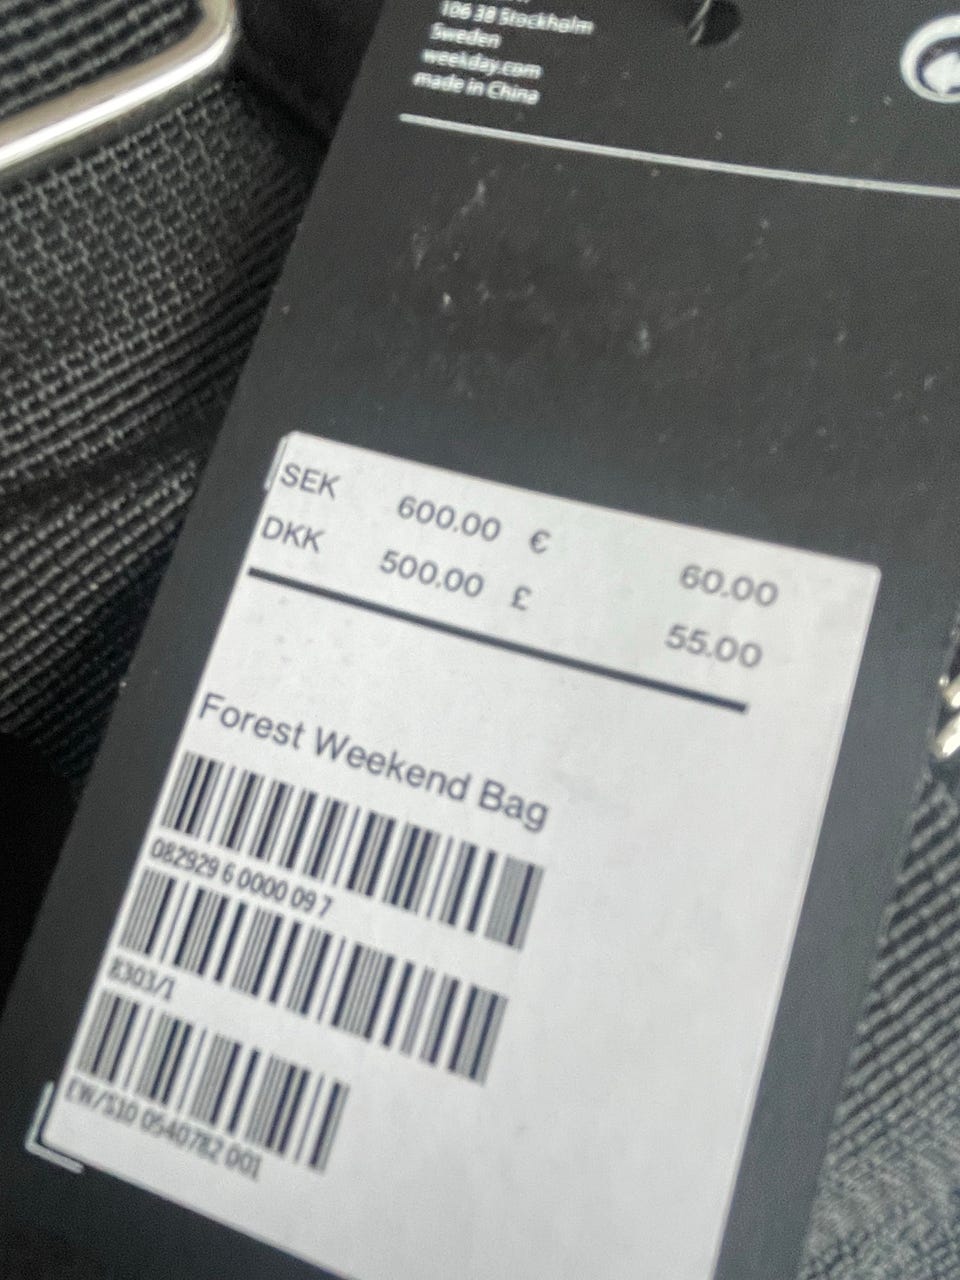 106 38 Stockholm
Sweden
weekday.com
made in China
SEK 600.00 € 60.00
DKK 500.00 £ 55.00
Forest Weekend Bag
082929 6 0000 09 7
8303/1
EW/S10 0540782 001